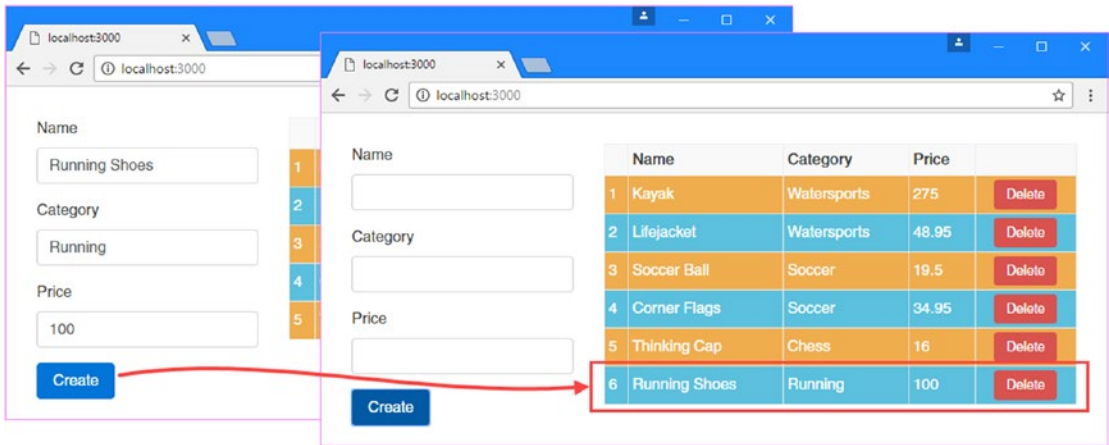 localhost:3000
localhost:3000
Name
Running Shoes
Category
Running
Price
100
Create
1
2
3
4
5
localhost:3000
localhost:3000
Name
Category
Price
Create
Name Category Price
1 Kayak Watersports 275 Delete
2 Lifejacket Watersports 48.95 Delete
3 Soccer Ball Soccer 19.5 Delete
4 Corner Flags Soccer 34.95 Delete
5 Thinking Cap Chess 16 Delete
6 Running Shoes Running 100 Delete